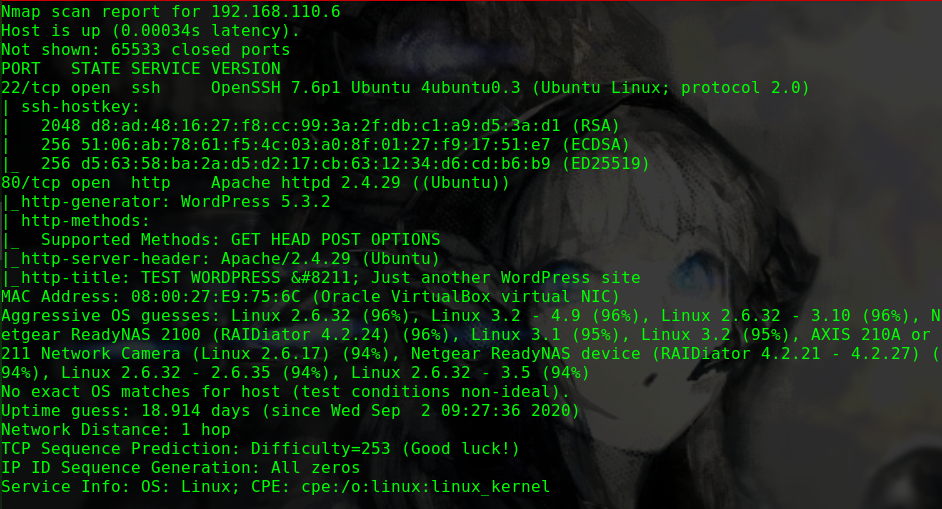 Nmap scan report for 192.168.110.6
Host is up (0.00034s latency).
Not shown: 65533 closed ports
PORT   STATE SERVICE VERSION
22/tcp open  ssh     OpenSSH 7.6p1 Ubuntu 4ubuntu0.3 (Ubuntu Linux; protocol 2.0)
| ssh-hostkey:
|   2048 d8:ad:48:16:27:f8:cc:99:3a:2f:db:c1:a9:d5:3a:d1 (RSA)
|   256 51:06:ab:78:61:f5:4c:03:a0:8f:01:27:f9:17:51:e7 (ECDSA)
|_  256 d5:63:58:ba:2a:d5:d2:17:cb:63:12:34:d6:cd:b6:b9 (ED25519)
80/tcp open  http    Apache httpd 2.4.29 ((Ubuntu))
|_http-generator: WordPress 5.3.2
| http-methods:
|_  Supported Methods: GET HEAD POST OPTIONS
|_http-server-header: Apache/2.4.29 (Ubuntu)
|_http-title: TEST WORDPRESS &#8211; Just another WordPress site
MAC Address: 08:00:27:E9:75:6C (Oracle VirtualBox virtual NIC)
Aggressive OS guesses: Linux 2.6.32 (96%), Linux 3.2 - 4.9 (96%), Linux 2.6.32 - 3.10 (96%), N
etgear ReadyNAS 2100 (RAIDiator 4.2.24) (96%), Linux 3.1 (95%), Linux 3.2 (95%), AXIS 210A or
211 Network Camera (Linux 2.6.17) (94%), Netgear ReadyNAS device (RAIDiator 4.2.21 - 4.2.27) (
94%), Linux 2.6.32 - 2.6.35 (94%), Linux 2.6.32 - 3.5 (94%)
No exact OS matches for host (test conditions non-ideal).
Uptime guess: 18.914 days (since Wed Sep  2 09:27:36 2020)
Network Distance: 1 hop
TCP Sequence Prediction: Difficulty=253 (Good luck!)
IP ID Sequence Generation: All zeros
Service Info: OS: Linux; CPE: cpe:/o:linux:linux_kernel